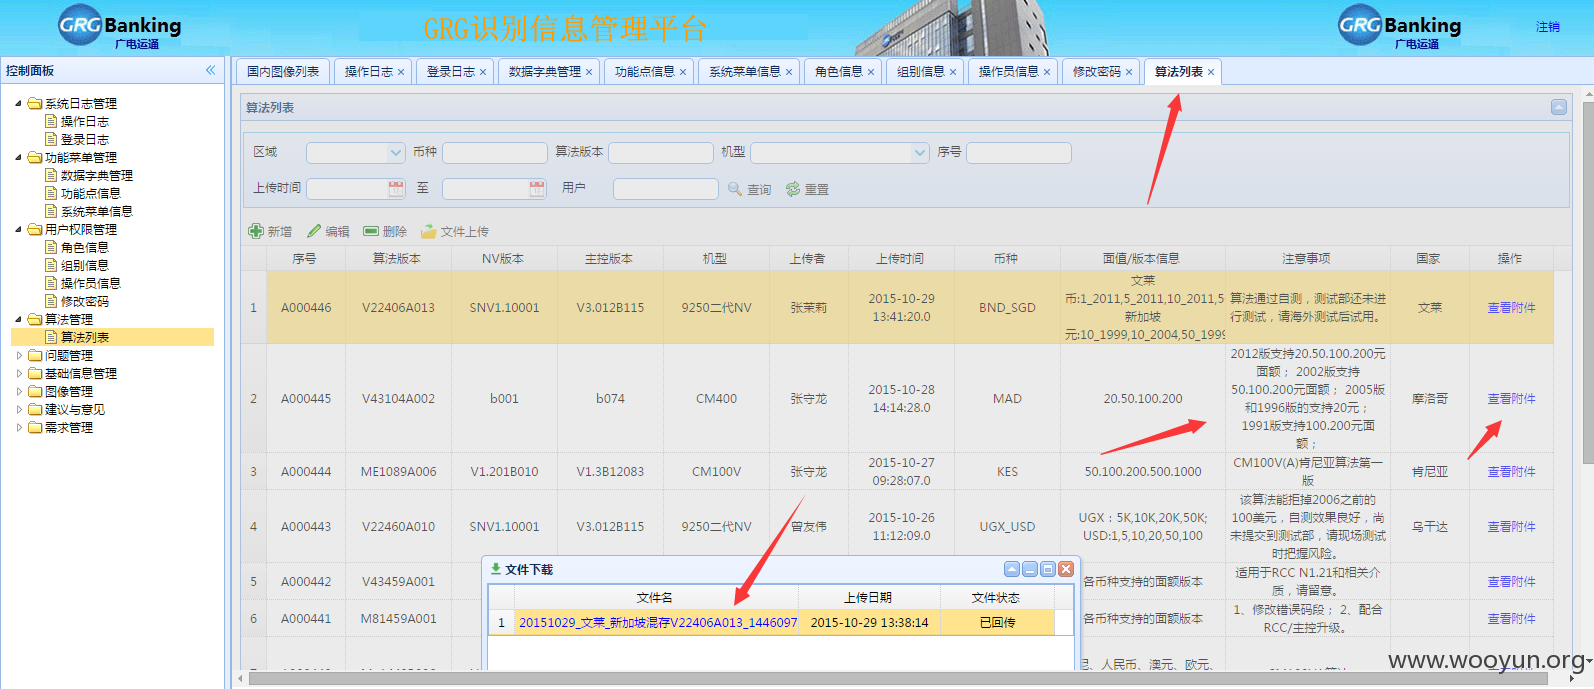 GRG Banking
广电运通
GRG识别信息管理平台
GRG Banking
广电运通
注销
控制面板
国内图像列表 操作日志 登录日志 数据字典管理 功能点信息 系统菜单信息 角色信息 组别信息 操作员信息 修改密码 算法列表
系统日志管理
操作日志
登录日志
功能菜单管理
数据字典管理
功能点信息
系统菜单信息
用户权限管理
角色信息
组别信息
操作员信息
修改密码
算法管理
算法列表
问题管理
基础信息管理
图像管理
建议与意见
需求管理
算法列表
区域 币种 算法版本 机型 序号
上传时间 至 用户 查询 重置
新增 编辑 删除 文件上传
序号 算法版本 NV版本 主控版本 机型 上传者 上传时间 币种 面值/版本信息 注意事项 国家 操作
1 A000446 V22406A013 SNV1.10001 V3.012B115 9250二代NV 张茉莉 2015-10-29 13:41:20.0 BND_SGD
文莱
币:1_2011,5_2011,10_2011,5
新加坡
元:10_1999,10_2004,50_1999
算法通过自测，测试部还未进
行测试，请海外测试后试用。
文莱 查看附件
2 A000445 V43104A002 b001 b074 CM400 张守龙 2015-10-28 14:14:28.0 MAD 20.50.100.200
2012版支持20.50.100.200元
面额； 2002版支持
50.100.200元面额； 2005版
和1996版的支持20元；
1991版支持100.200元面
额；
摩洛哥 查看附件
3 A000444 ME1089A006 V1.201B010 V1.3B12083 CM100V 张守龙 2015-10-27 09:28:07.0 KES 50.100.200.500.1000
CM100V(A)肯尼亚算法第一
版
肯尼亚 查看附件
4 A000443 V22460A010 SNV1.10001 V3.012B115 9250二代NV 曾友伟 2015-10-26 11:12:09.0 UGX_USD
UGX：5K,10K,20K,50K;
USD:1,5,10,20,50,100
该算法能拒掉2006之前的
100美元，自测效果良好，尚
未提交到测试部，请现场测试
时把握风险。
乌干达 查看附件
5 A000442 V43459A001 各币种支持的面额版本
适用于RCC N1.21和相关介
质，请留意。
查看附件
6 A000441 M81459A001 各币种支持的面额版本
1、修改错误码段； 2、配合
RCC/主控升级。
查看附件
、人民币、澳元、欧元、
文件下载
文件名 上传日期 文件状态
1 20151029_文莱_新加坡混存V22406A013_1446097 2015-10-29 13:38:14 已回传
www.wooyun.org